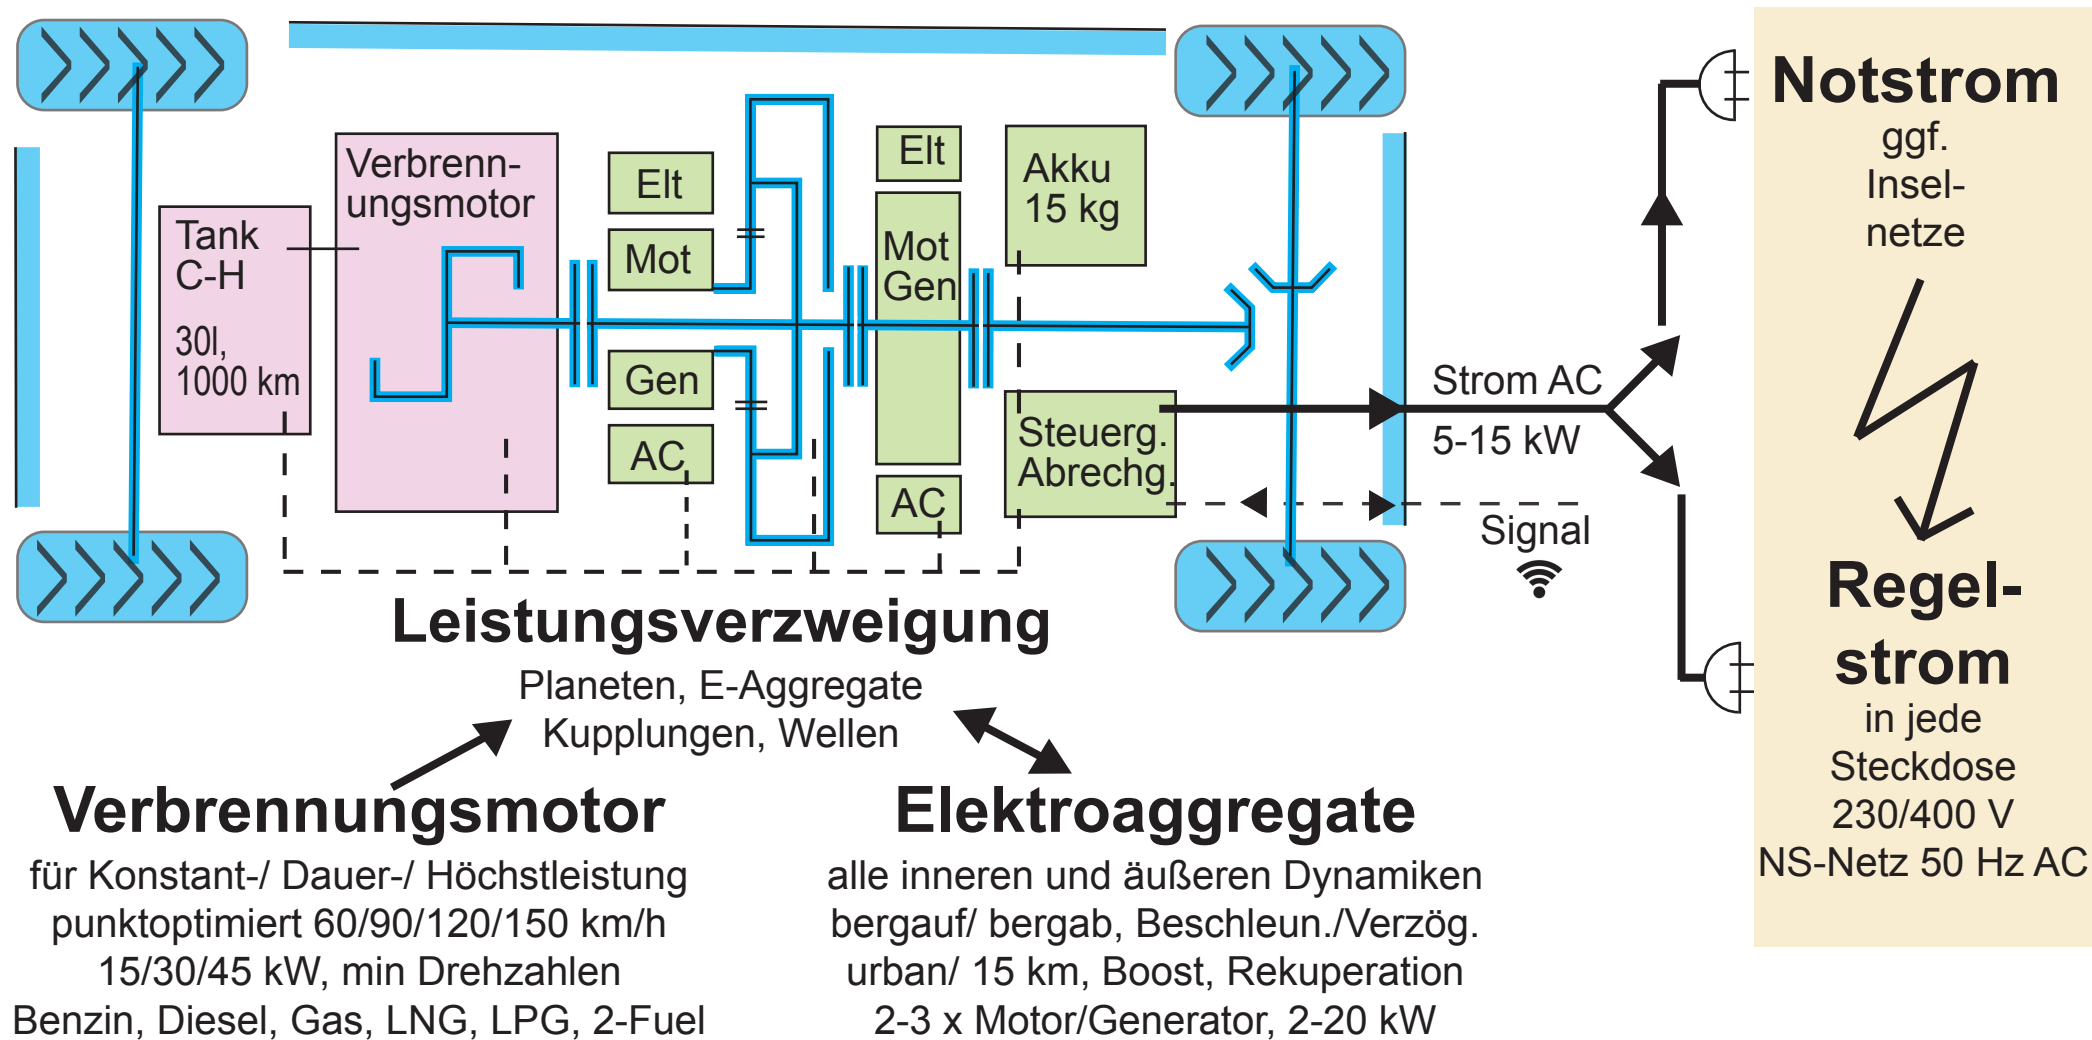 Tank
C-H
30l,
1000 km
Verbrenn-
ungsmotor
Elt
Mot
Gen
AC
Elt
Mot
Gen
AC
Akku
15 kg
Steuerg.
Abrechg.
Strom AC
5-15 kW
Signal
Notstrom
ggf.
Insel-
netze
Regel-
strom
in jede
Steckdose
230/400 V
NS-Netz 50 Hz AC
Leistungsverzweigung
Planeten, E-Aggregate
Kupplungen, Wellen
Verbrennungsmotor
für Konstant-/ Dauer-/ Höchstleistung
punktoptimiert 60/90/120/150 km/h
15/30/45 kW, min Drehzahlen
Benzin, Diesel, Gas, LNG, LPG, 2-Fuel
Elektroaggregate
alle inneren und äußeren Dynamiken
bergauf/ bergab, Beschleun./Verzög.
urban/ 15 km, Boost, Rekuperation
2-3 x Motor/Generator, 2-20 kW